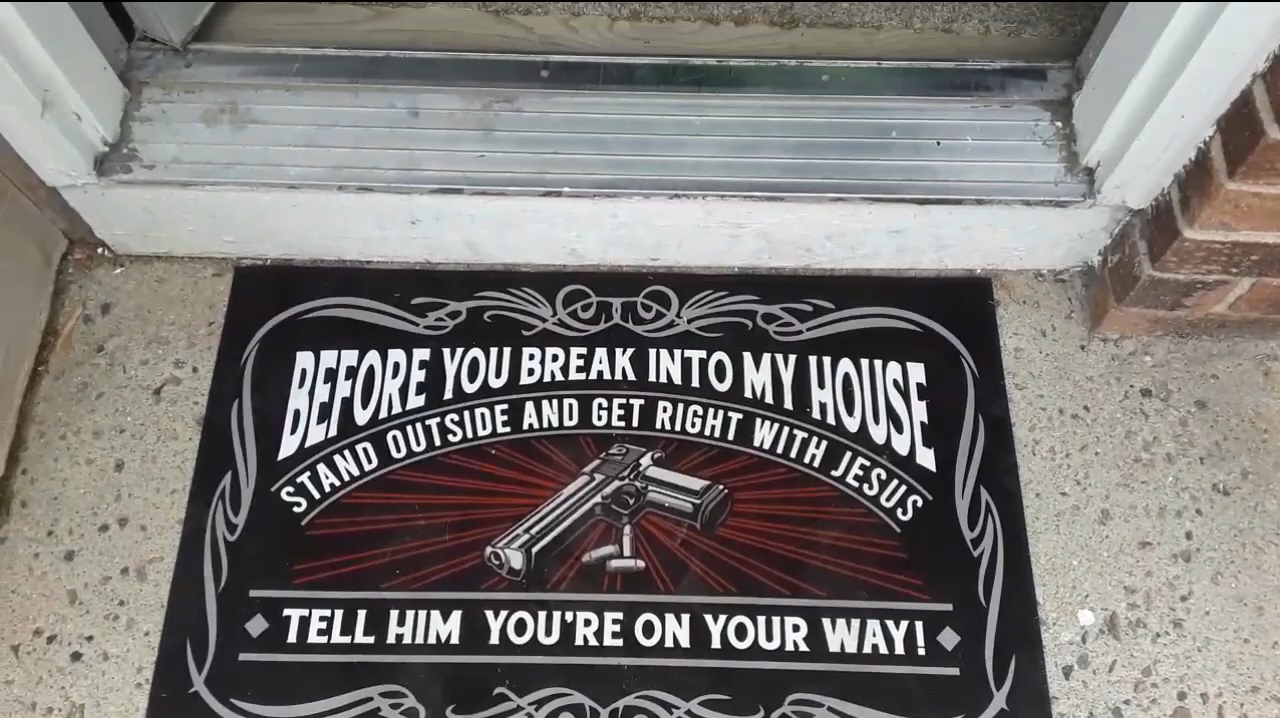 BEFORE YOU BREAK INTO MY HOUSE
STAND OUTSIDE AND GET RIGHT WITH JESUS
TELL HIM YOU'RE ON YOUR WAY!